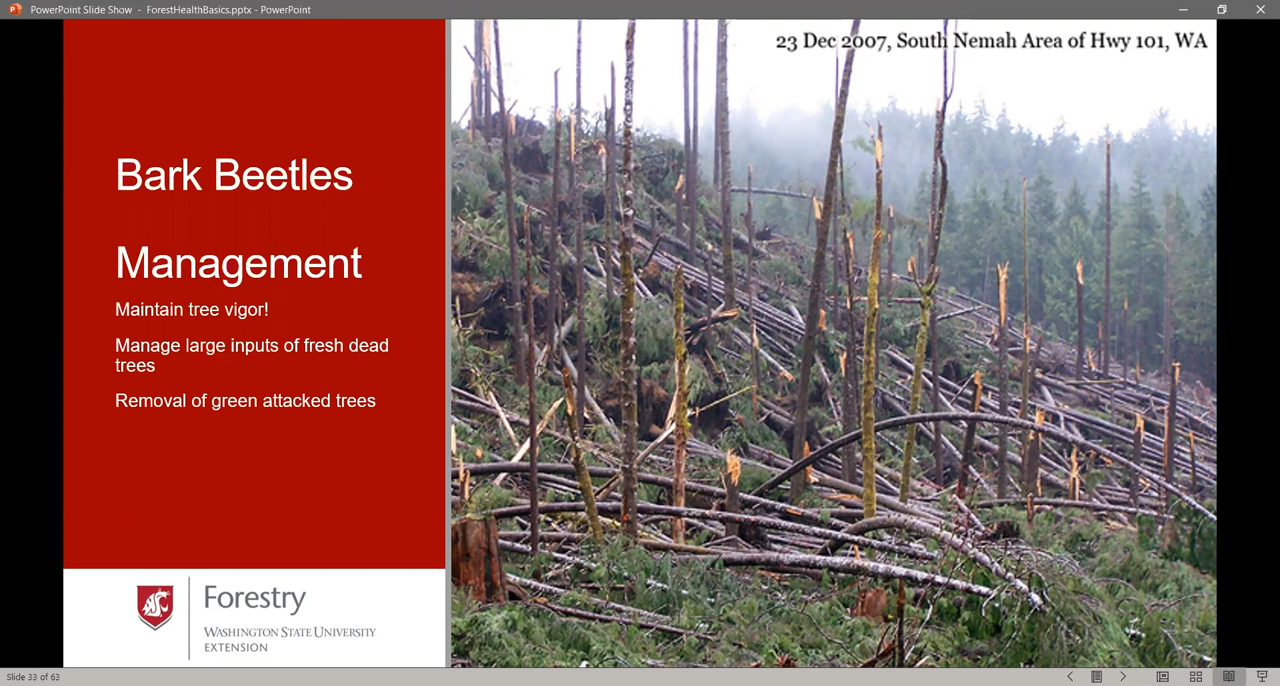 PowerPoint Slide Show - ForestHealthBasics.pptx - PowerPoint
23 Dec 2007, South Nemah Area of Hwy 101, WA
Bark Beetles
Management
Maintain tree vigor!
Manage large inputs of fresh dead
trees
Removal of green attacked trees
Forestry
WASHINGTON STATE UNIVERSITY
EXTENSION
Slide 33 of 63